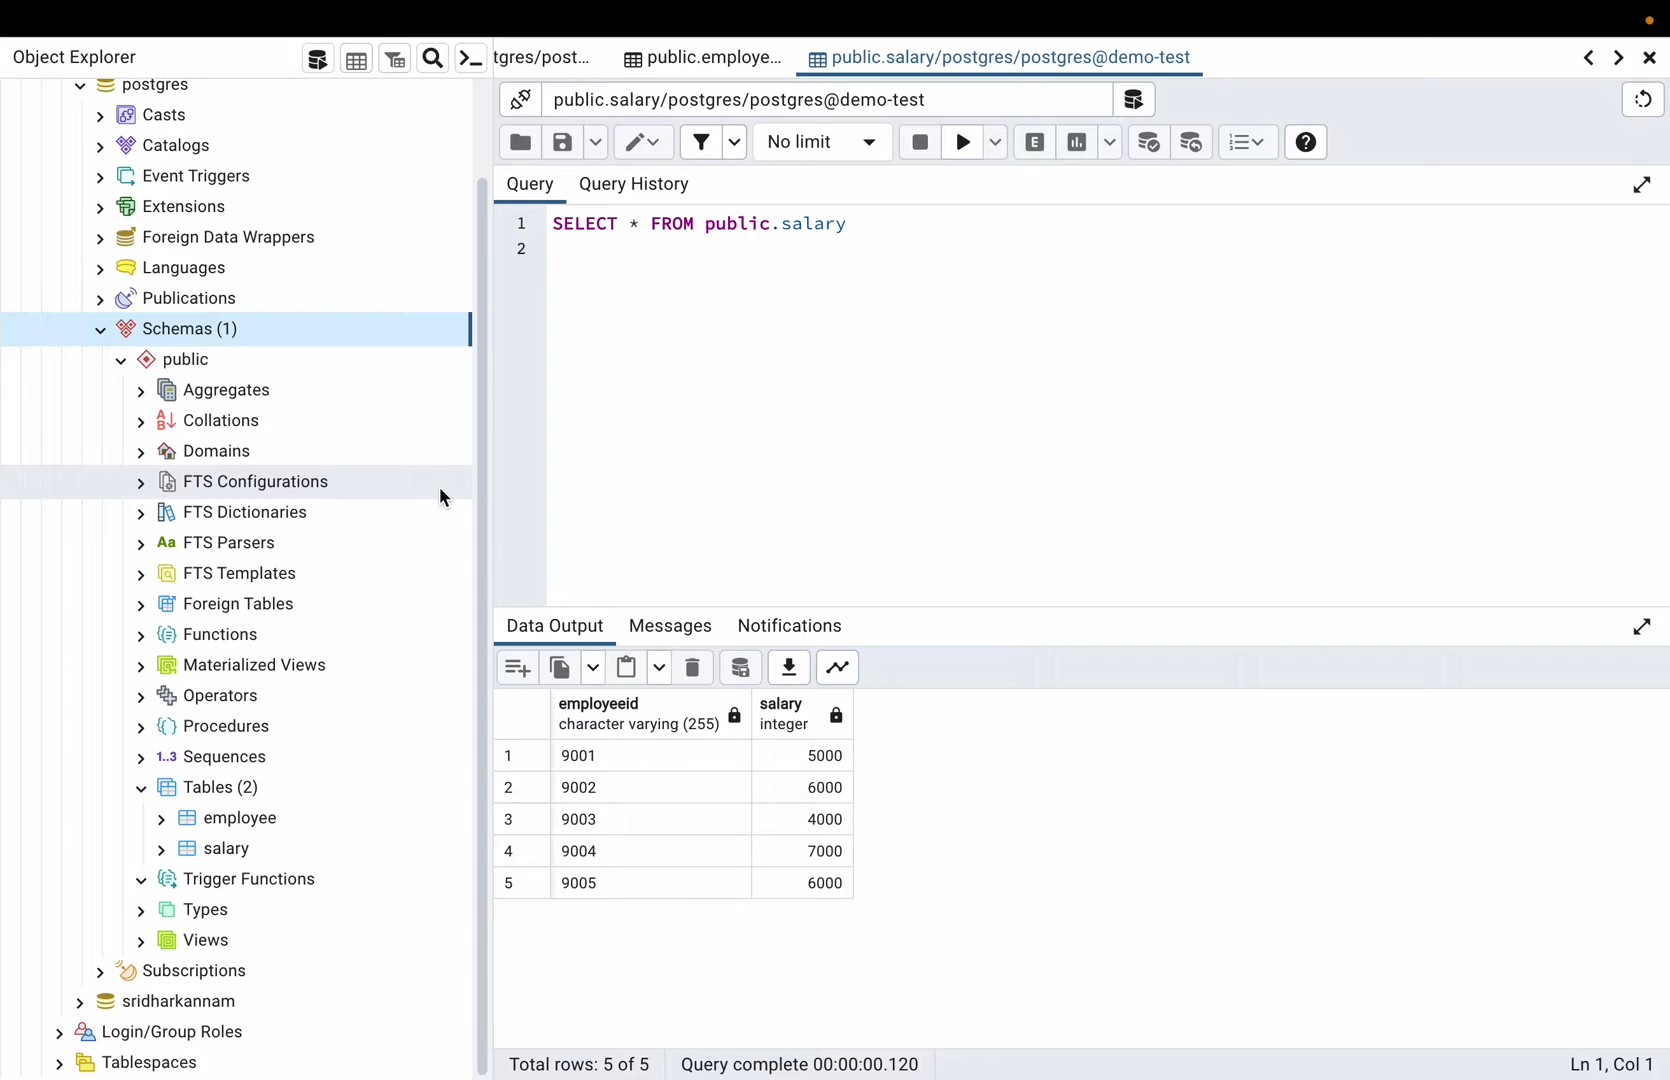 Object Explorer
tgres/post...
public.employe...
public.salary/postgres/postgres@demo-test
public.salary/postgres/postgres@demo-test
No limit
E
Query
Query History
1 SELECT * FROM public.salary
2
postgres
Casts
Catalogs
Event Triggers
Extensions
Foreign Data Wrappers
Languages
Publications
Schemas (1)
public
Aggregates
Collations
Domains
FTS Configurations
FTS Dictionaries
Aa FTS Parsers
FTS Templates
Foreign Tables
Functions
Materialized Views
Operators
Procedures
1..3 Sequences
Tables (2)
employee
salary
Trigger Functions
Types
Views
Subscriptions
sridharkannam
Login/Group Roles
Tablespaces
Data Output
Messages
Notifications
employeeid salary
character varying (255) integer
1 9001 5000
2 9002 6000
3 9003 4000
4 9004 7000
5 9005 6000
Total rows: 5 of 5
Query complete 00:00:00.120
Ln 1, Col 1